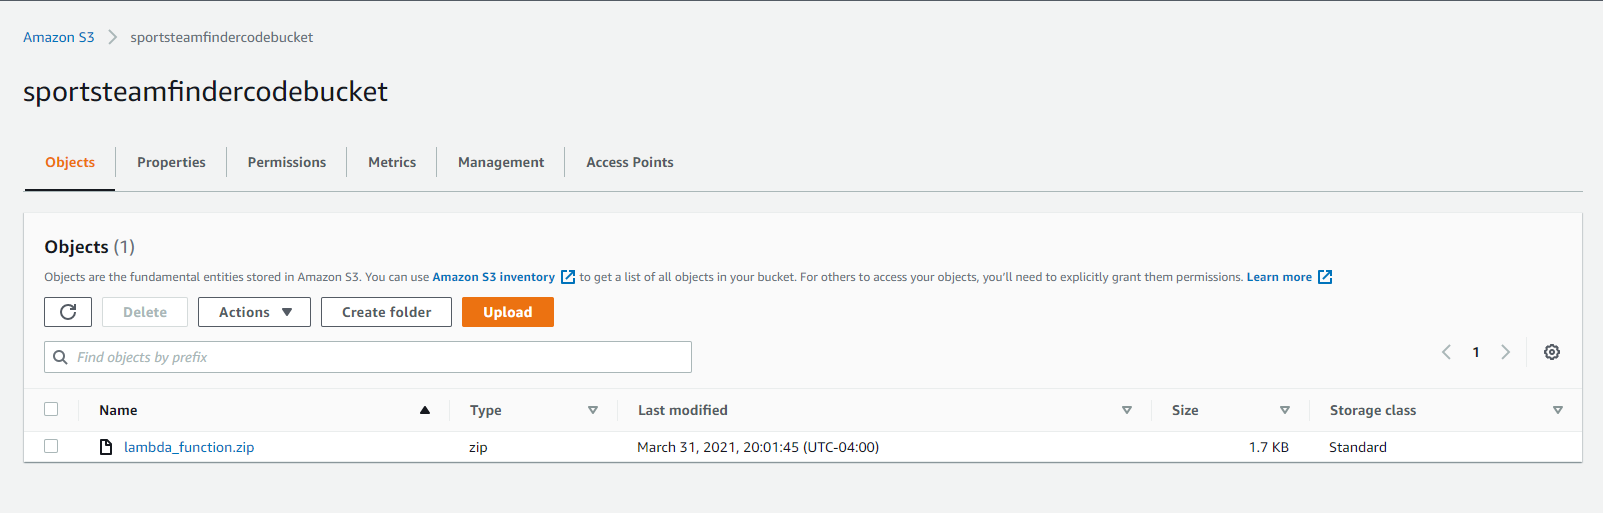 Amazon S3 > sportsteamfindercodebucket
sportsteamfindercodebucket
Objects Properties Permissions Metrics Management Access Points
Objects (1)
Objects are the fundamental entities stored in Amazon S3. You can use Amazon S3 inventory to get a list of all objects in your bucket. For others to access your objects, you'll need to explicitly grant them permissions. Learn more
Delete Actions Create folder Upload
Find objects by prefix
1
Name Type Last modified Size Storage class
lambda_function.zip zip March 31, 2021, 20:01:45 (UTC-04:00) 1.7 KB Standard